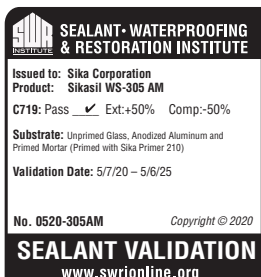 SWR
INSTITUTE
SEALANT • WATERPROOFING
& RESTORATION INSTITUTE
Issued to: Sika Corporation
Product: Sikasil WS-305 AM
C719: Pass ✔ Ext:+50% Comp:-50%
Substrate: Unprimed Glass, Anodized Aluminum and
Primed Mortar (Primed with Sika Primer 210)
Validation Date: 5/7/20 – 5/6/25
No. 0520-305AM Copyright © 2020
SEALANT VALIDATION
www.swrionline.org